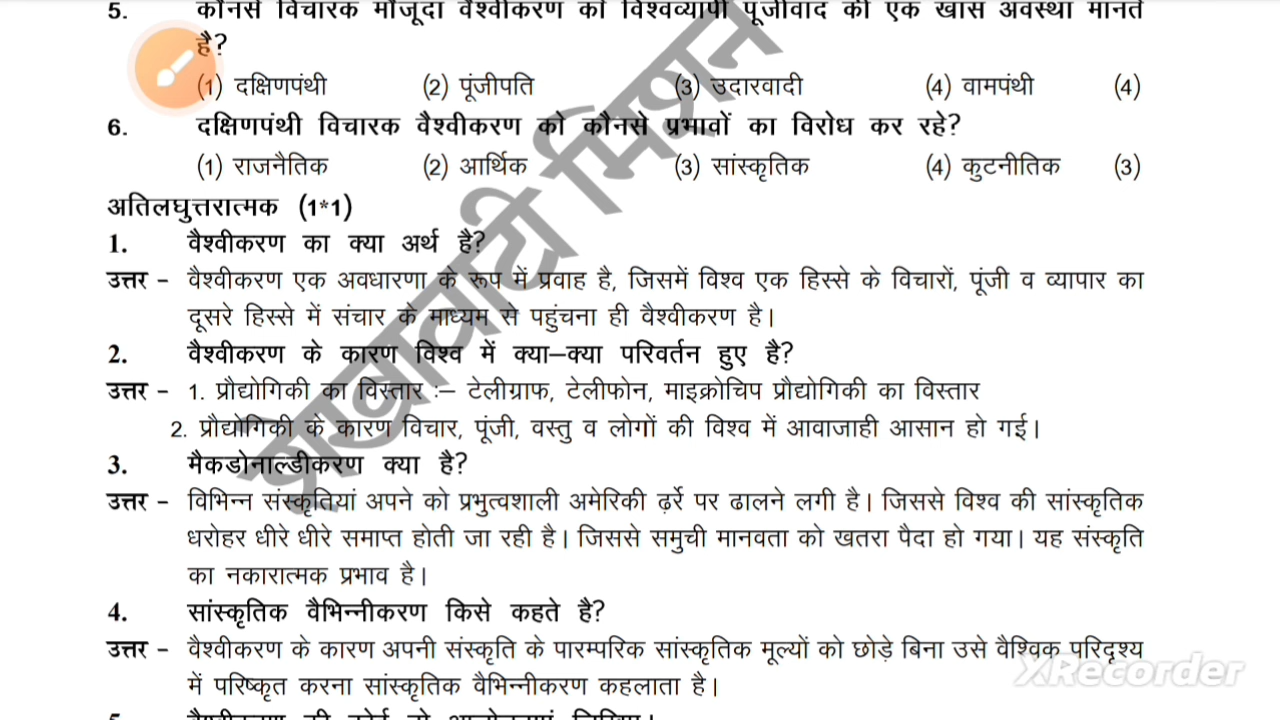 5. कौनसे विचारक मौजूदा वैश्वीकरण को विश्वव्यापी पूंजीवाद की एक खास अवस्था मानते
है?
(1) दक्षिणपंथी (2) पूंजीपति (3) उदारवादी (4) वामपंथी (4)
6. दक्षिणपंथी विचारक वैश्वीकरण को कौनसे प्रभावों का विरोध कर रहे?
(1) राजनैतिक (2) आर्थिक (3) सांस्कृतिक (4) कुटनीतिक (3)
अतिलघुत्तरात्मक (1*1)
1. वैश्वीकरण का क्या अर्थ है?
उत्तर – वैश्वीकरण एक अवधारणा के रूप में प्रवाह है, जिसमें विश्व एक हिस्से के विचारों, पूंजी व व्यापार का
दूसरे हिस्से में संचार के माध्यम से पहुंचना ही वैश्वीकरण है।
2. वैश्वीकरण के कारण विश्व में क्या–क्या परिवर्तन हुए है?
उत्तर – 1. प्रौद्योगिकी का विस्तार :– टेलीग्राफ, टेलीफोन, माइक्रोचिप प्रौद्योगिकी का विस्तार
2. प्रौद्योगिकी के कारण विचार, पूंजी, वस्तु व लोगों की विश्व में आवाजाही आसान हो गई।
3. मैकडोनाल्डीकरण क्या है?
उत्तर – विभिन्न संस्कृतियां अपने को प्रभुत्वशाली अमेरिकी ढ़र्रे पर ढालने लगी है। जिससे विश्व की सांस्कृतिक
धरोहर धीरे धीरे समाप्त होती जा रही है। जिससे समुची मानवता को खतरा पैदा हो गया। यह संस्कृति
का नकारात्मक प्रभाव है।
4. सांस्कृतिक वैभिन्नीकरण किसे कहते है?
उत्तर – वैश्वीकरण के कारण अपनी संस्कृति के पारम्परिक सांस्कृतिक मूल्यों को छोड़े बिना उसे वैश्विक परिदृश्य
में परिष्कृत करना सांस्कृतिक वैभिन्नीकरण कहलाता है।
शेखावाटी मिशन
XRecorder